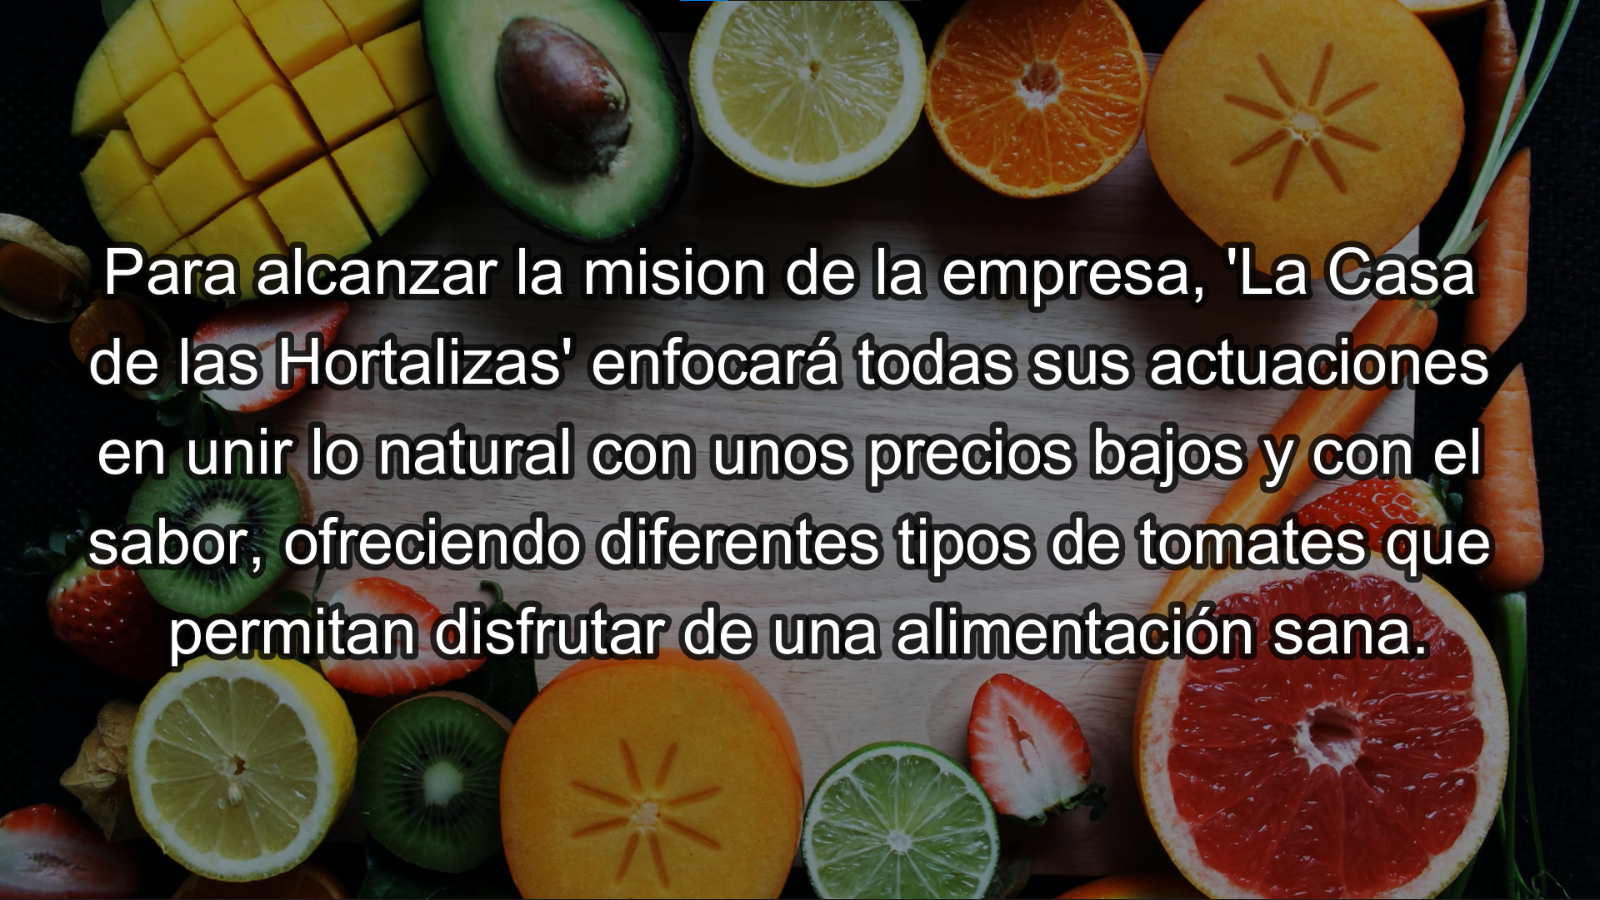 Para alcanzar la mision de la empresa, 'La Casa
de las Hortalizas' enfocará todas sus actuaciones
en unir lo natural con unos precios bajos y con el
sabor, ofreciendo diferentes tipos de tomates que
permitan disfrutar de una alimentación sana.